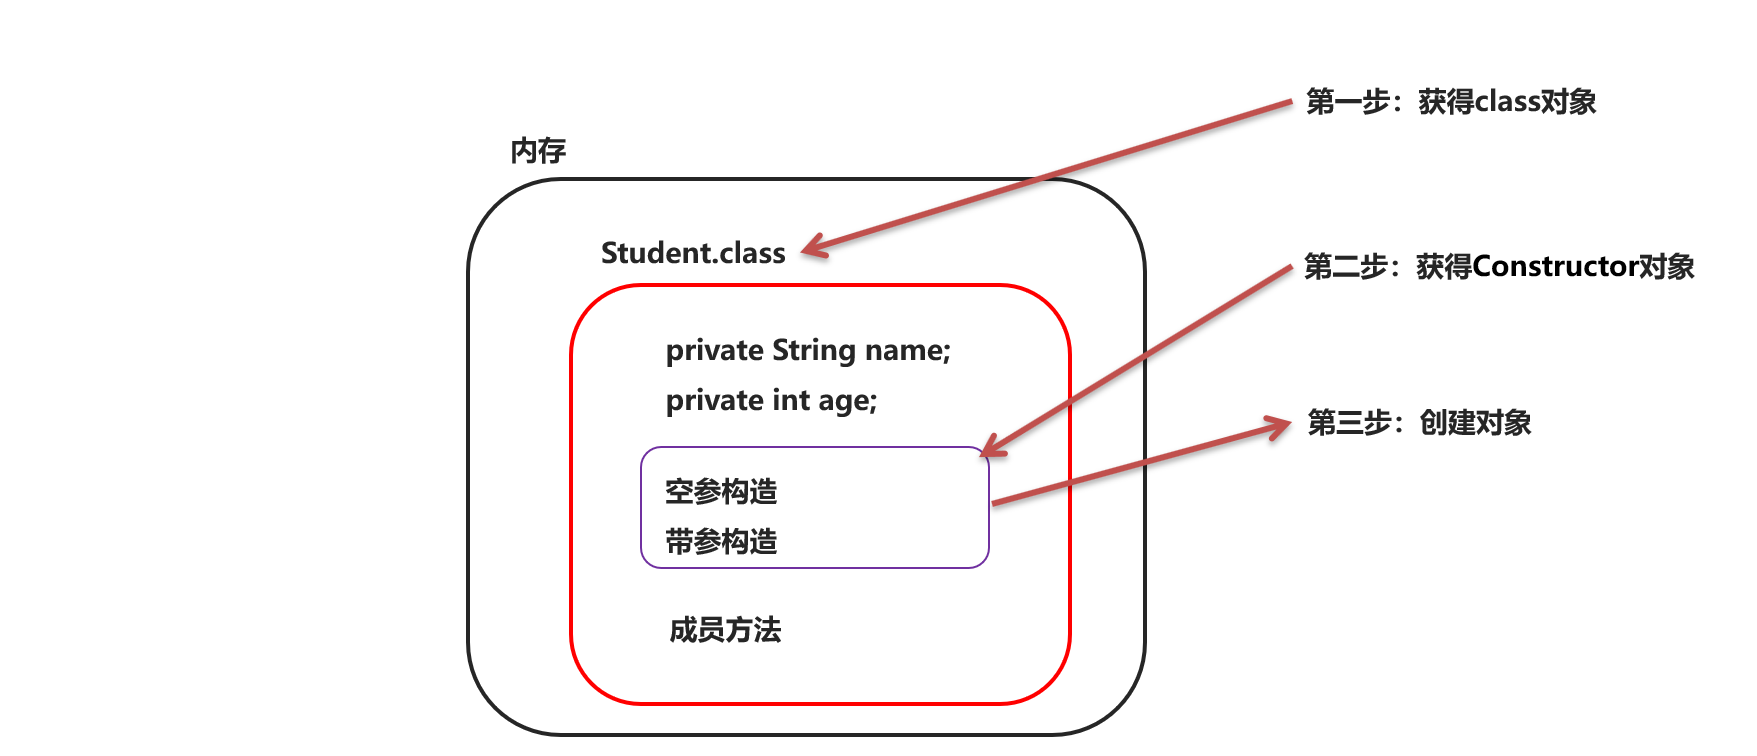 第一步：获得class对象
内存
Student.class
第二步：获得Constructor对象
private String name;
private int age;
第三步：创建对象
空参构造
带参构造
成员方法